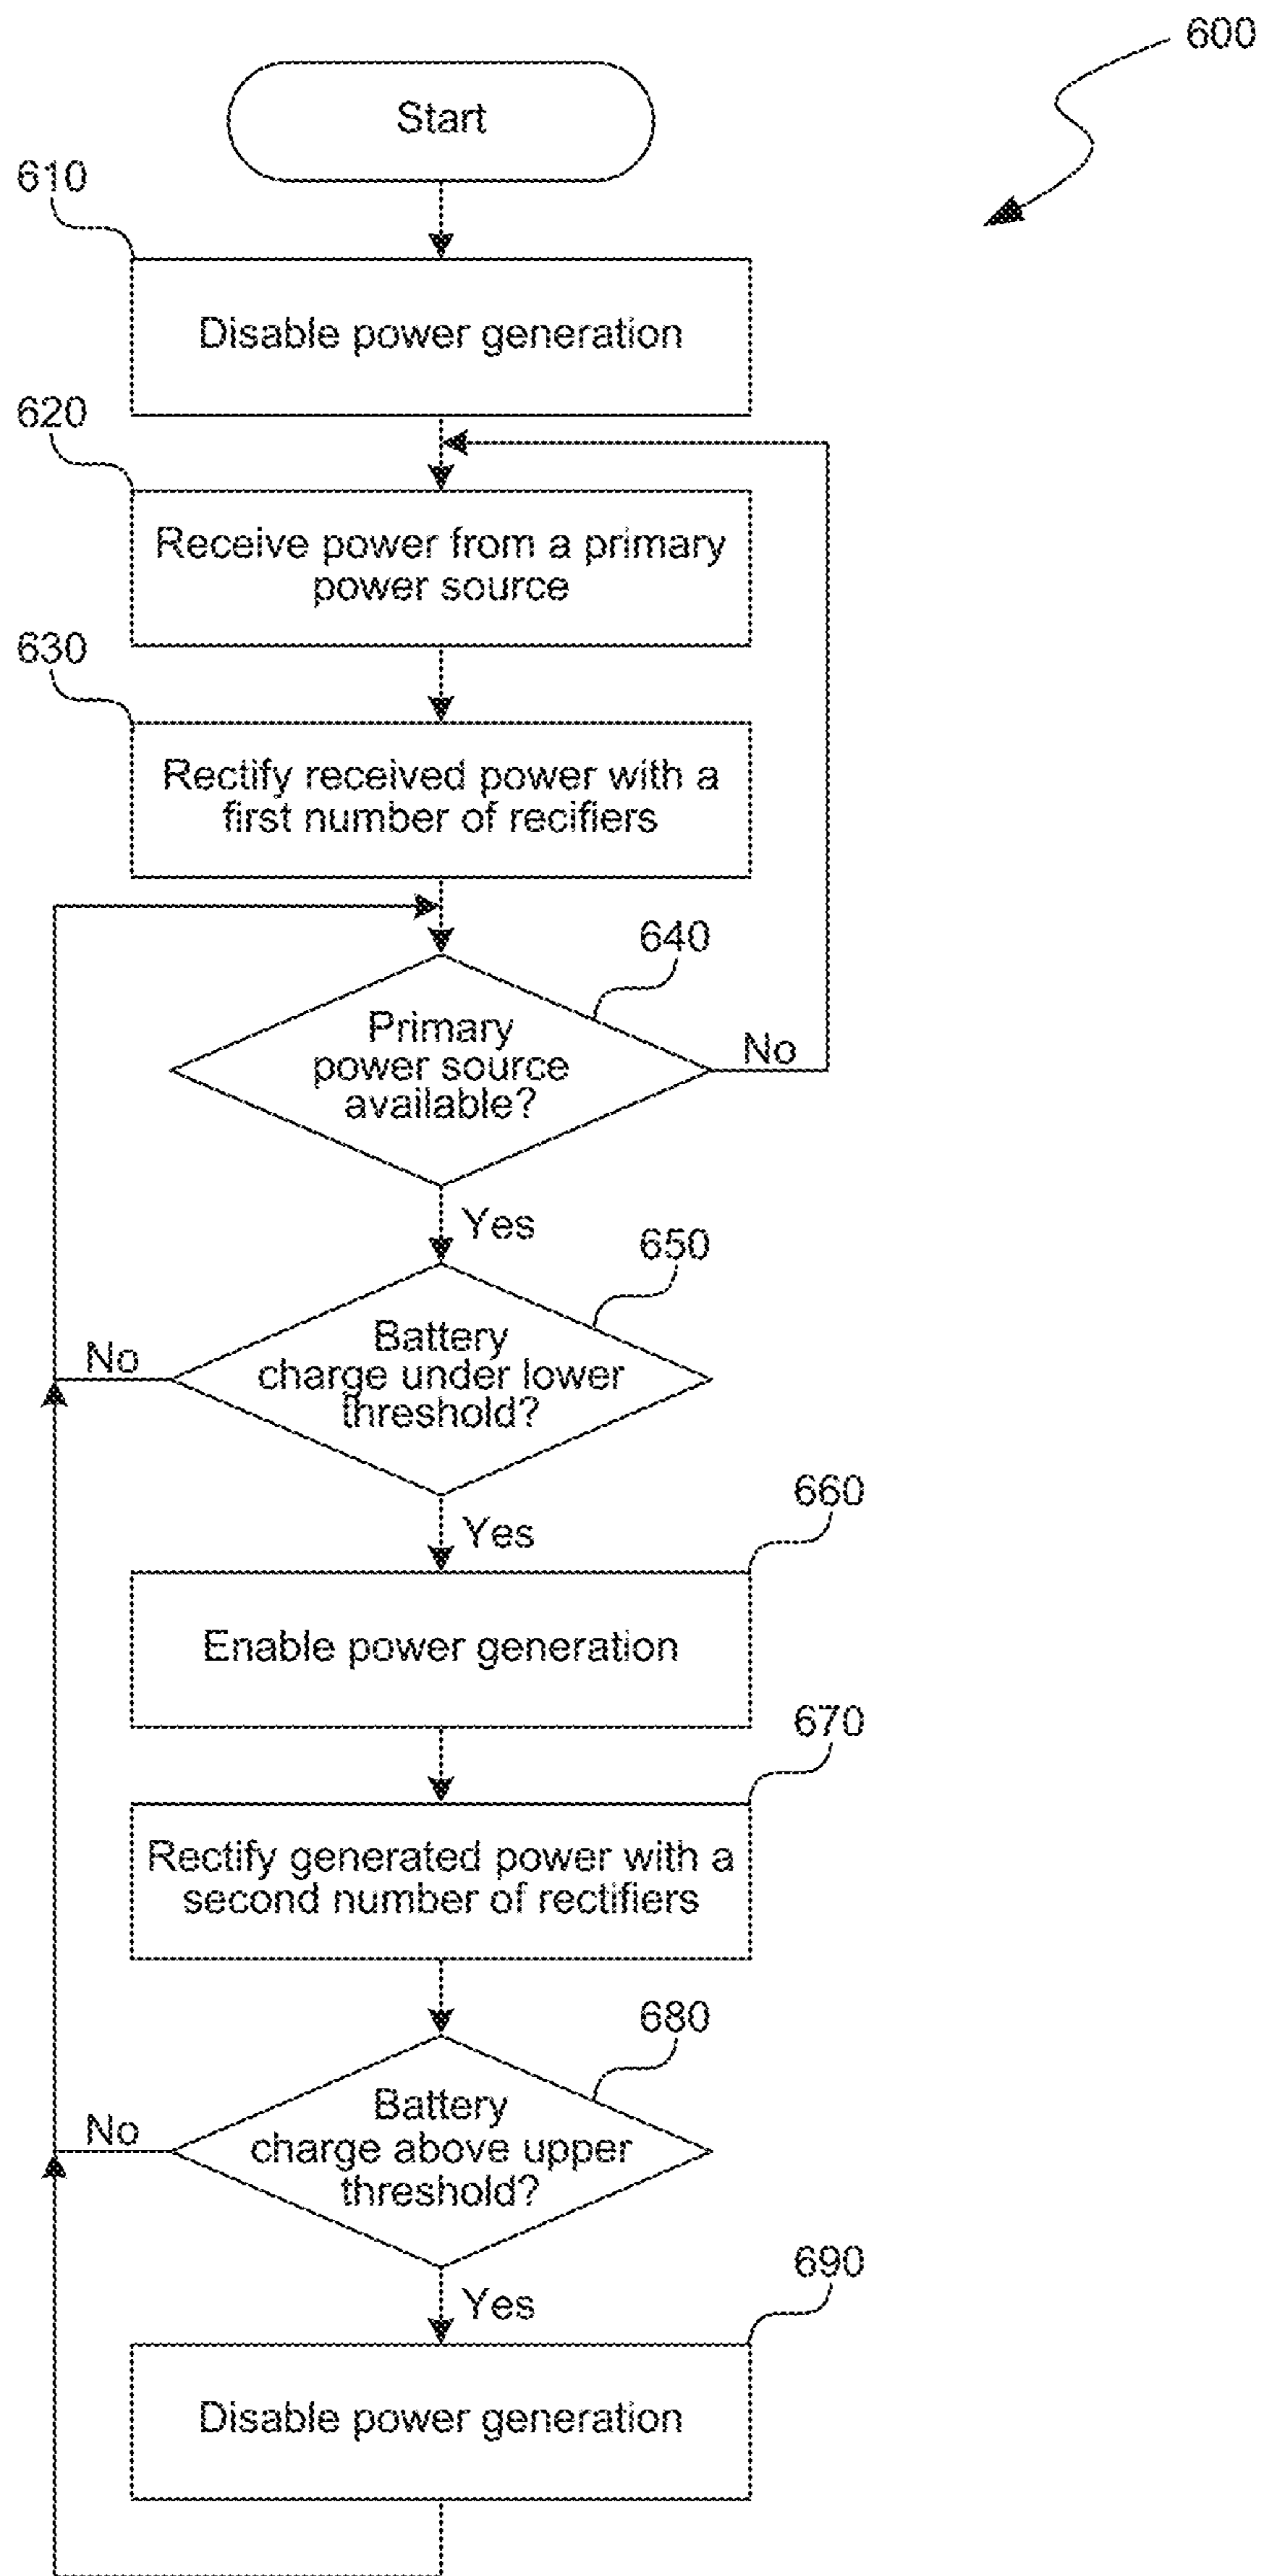 600
Start
610
Disable power generation
620
Receive power from a primary
power source
630
Rectify received power with a
first number of recifiers
640
Primary
power source
available?
No
Yes
650
Battery
charge under lower
threshold?
No
Yes
660
Enable power generation
670
Rectify generated power with a
second number of rectifiers
680
Battery
charge above upper
threshold?
No
Yes
690
Disable power generation